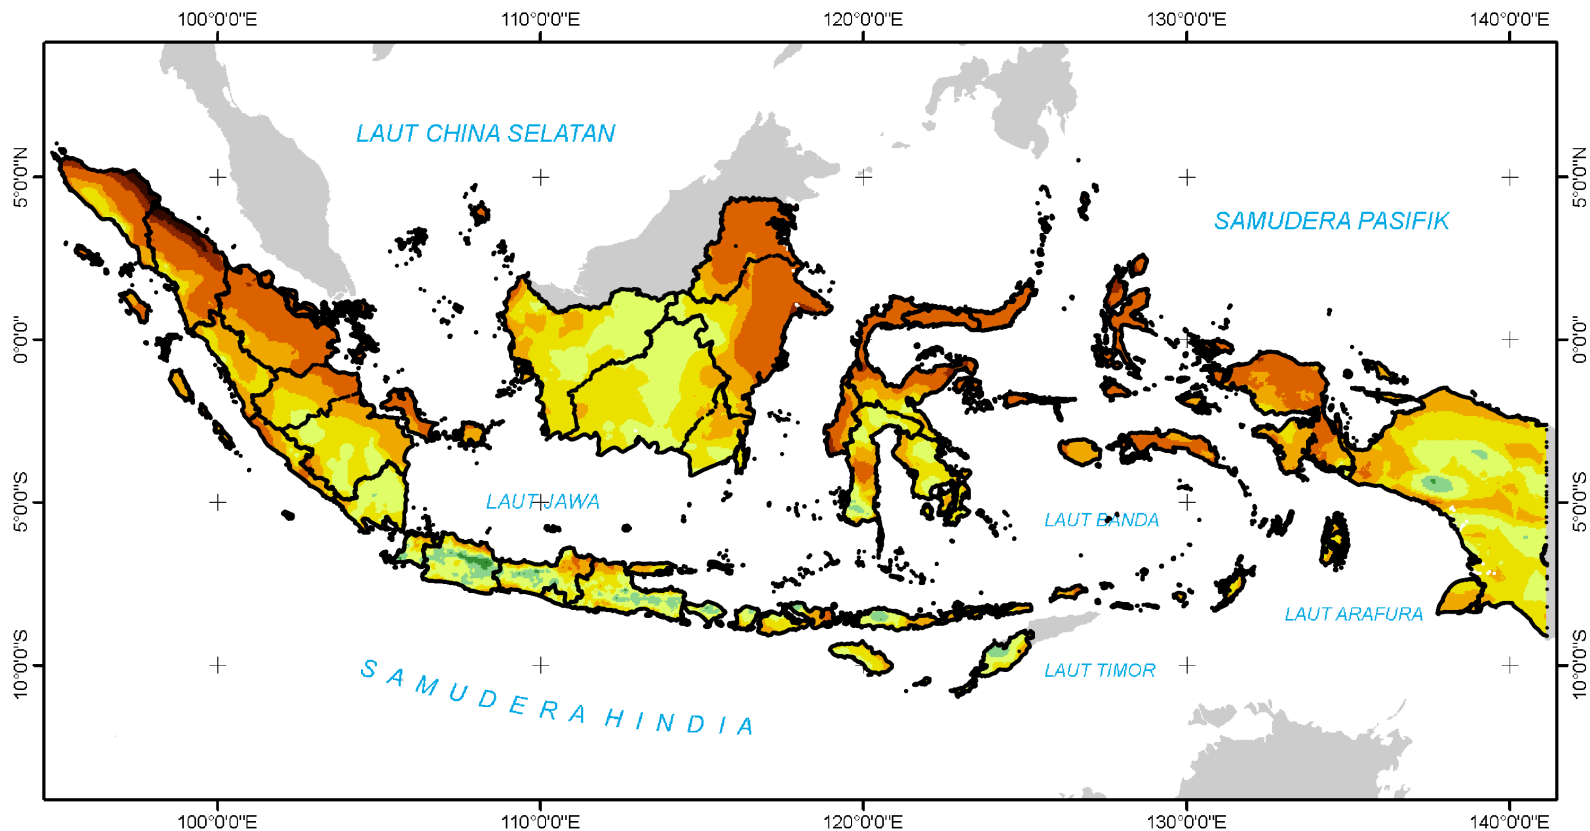 100°0'0"E 110°0'0"E 120°0'0"E 130°0'0"E 140°0'0"E
LAUT CHINA SELATAN
5°0'0"N 5°0'0"N
SAMUDERA PASIFIK
0°0'0" 0°0'0"
LAUT JAWA
5°0'0"S 5°0'0"S
LAUT BANDA
LAUT ARAFURA
10°0'0"S 10°0'0"S
LAUT TIMOR
SAMUDERA HINDIA
100°0'0"E 110°0'0"E 120°0'0"E 130°0'0"E 140°0'0"E